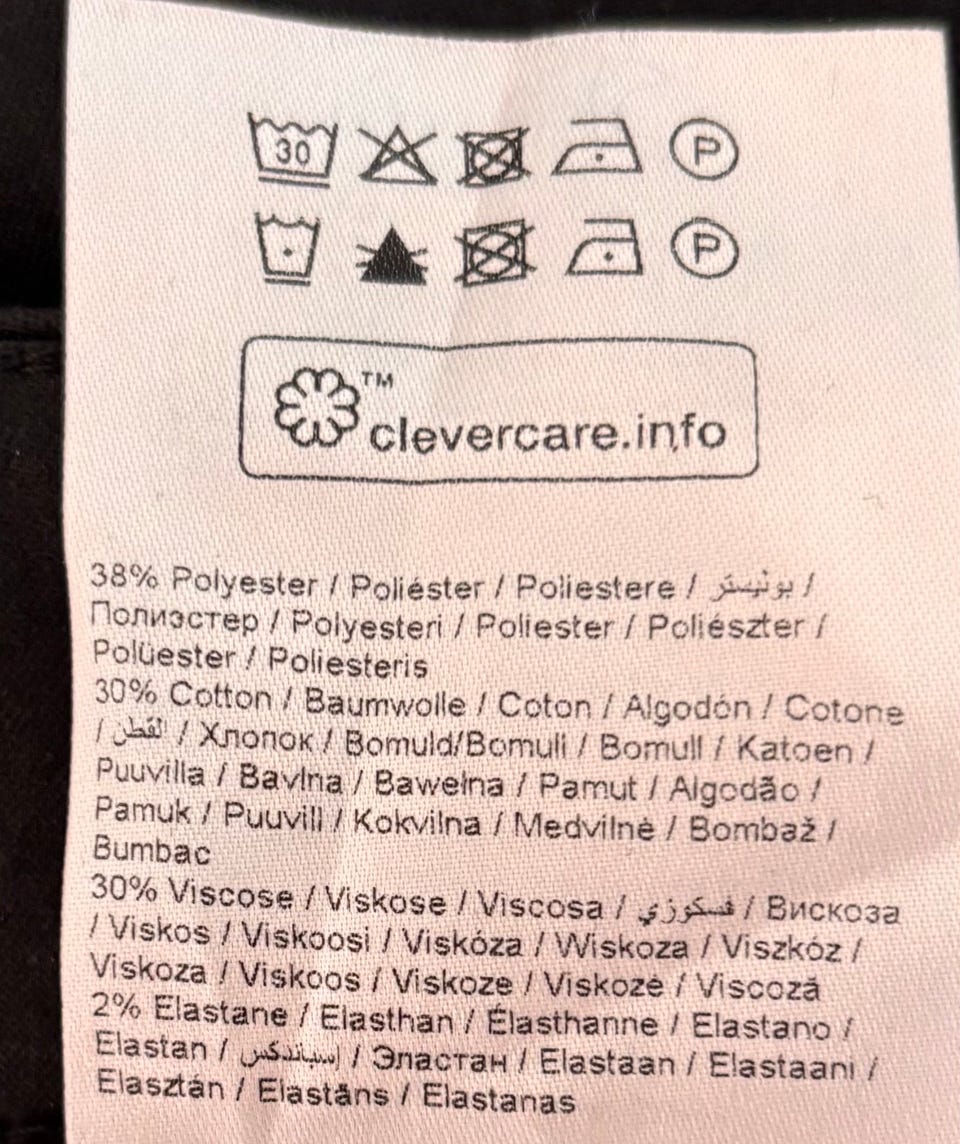 30 P
P
TM
clevercare.info
38% Polyester / Poliéster / Poliestere / بوليستر /
Полиэстер / Polyesteri / Poliester / Poliészter /
Polüester / Poliesteris
30% Cotton / Baumwolle / Coton / Algodón / Cotone
/ القطن / Хлопок / Bomuld/Bomull / Bomull / Katoen /
Puuvilla / Bavlna / Bawełna / Pamut / Algodão /
Pamuk / Puuvill / Kokvilna / Medvilnė / Bombaž /
Bumbac
30% Viscose / Viskose / Viscosa / فسكوزي / Вискоза
/ Viskos / Viskoosi / Viskóza / Wiskoza / Viszkóz /
Viskoza / Viskoos / Viskoze / Viskozė / Viscoză
2% Elastane / Elasthan / Élasthanne / Elastano /
Elastan / / Эластан / Elastaan / Elastaani /
Elasztán / Elastāns / Elastanas